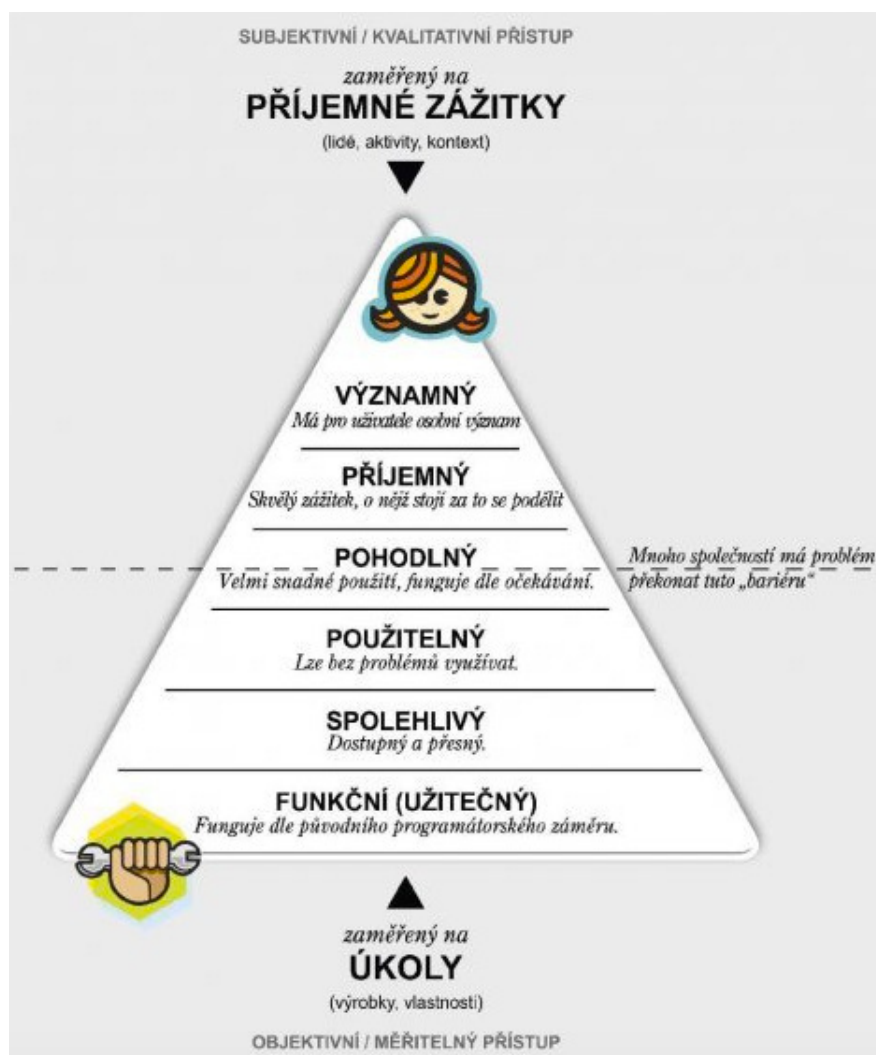 SUBJEKTIVNÍ / KVALITATIVNÍ PŘÍSTUP
zaměřený na
PŘÍJEMNÉ ZÁŽITKY
(lidé, aktivity, kontext)
VÝZNAMNÝ
Má pro uživatele osobní význam
PŘÍJEMNÝ
Skvělý zážitek, o nějž stojí za to se podělit
POHODLNÝ
Velmi snadné použití, funguje dle očekávání.
Mnoho společností má problém
překonat tuto „bariéru“
POUŽITELNÝ
Lze bez problémů využívat.
SPOLEHLIVÝ
Dostupný a přesný.
FUNKČNÍ (UŽITEČNÝ)
Funguje dle původního programátorského záměru.
zaměřený na
ÚKOLY
(výrobky, vlastnosti)
OBJEKTIVNÍ / MĚŘITELNÝ PŘÍSTUP